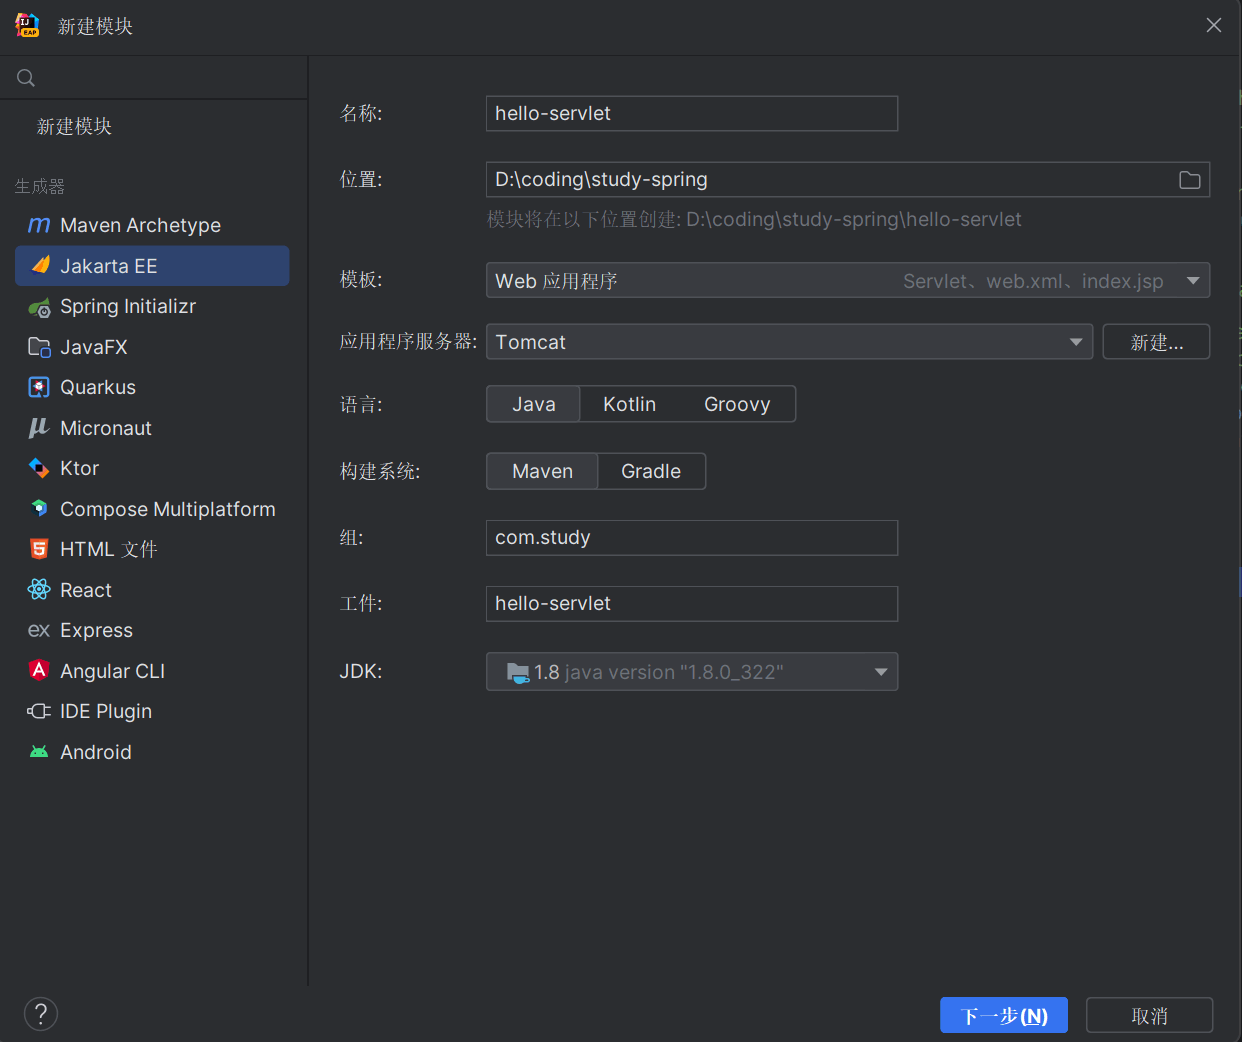 新建模块
新建模块
生成器
Maven Archetype
Jakarta EE
Spring Initializr
JavaFX
Quarkus
Micronaut
Ktor
Compose Multiplatform
HTML 文件
React
Express
Angular CLI
IDE Plugin
Android
名称: hello-servlet
位置: D:\coding\study-spring
模块将在以下位置创建: D:\coding\study-spring\hello-servlet
模板: Web 应用程序 Servlet、web.xml、index.jsp
应用程序服务器: Tomcat 新建...
语言: Java Kotlin Groovy
构建系统: Maven Gradle
组: com.study
工件: hello-servlet
JDK: 1.8 java version "1.8.0_322"
? 下一步(N) 取消